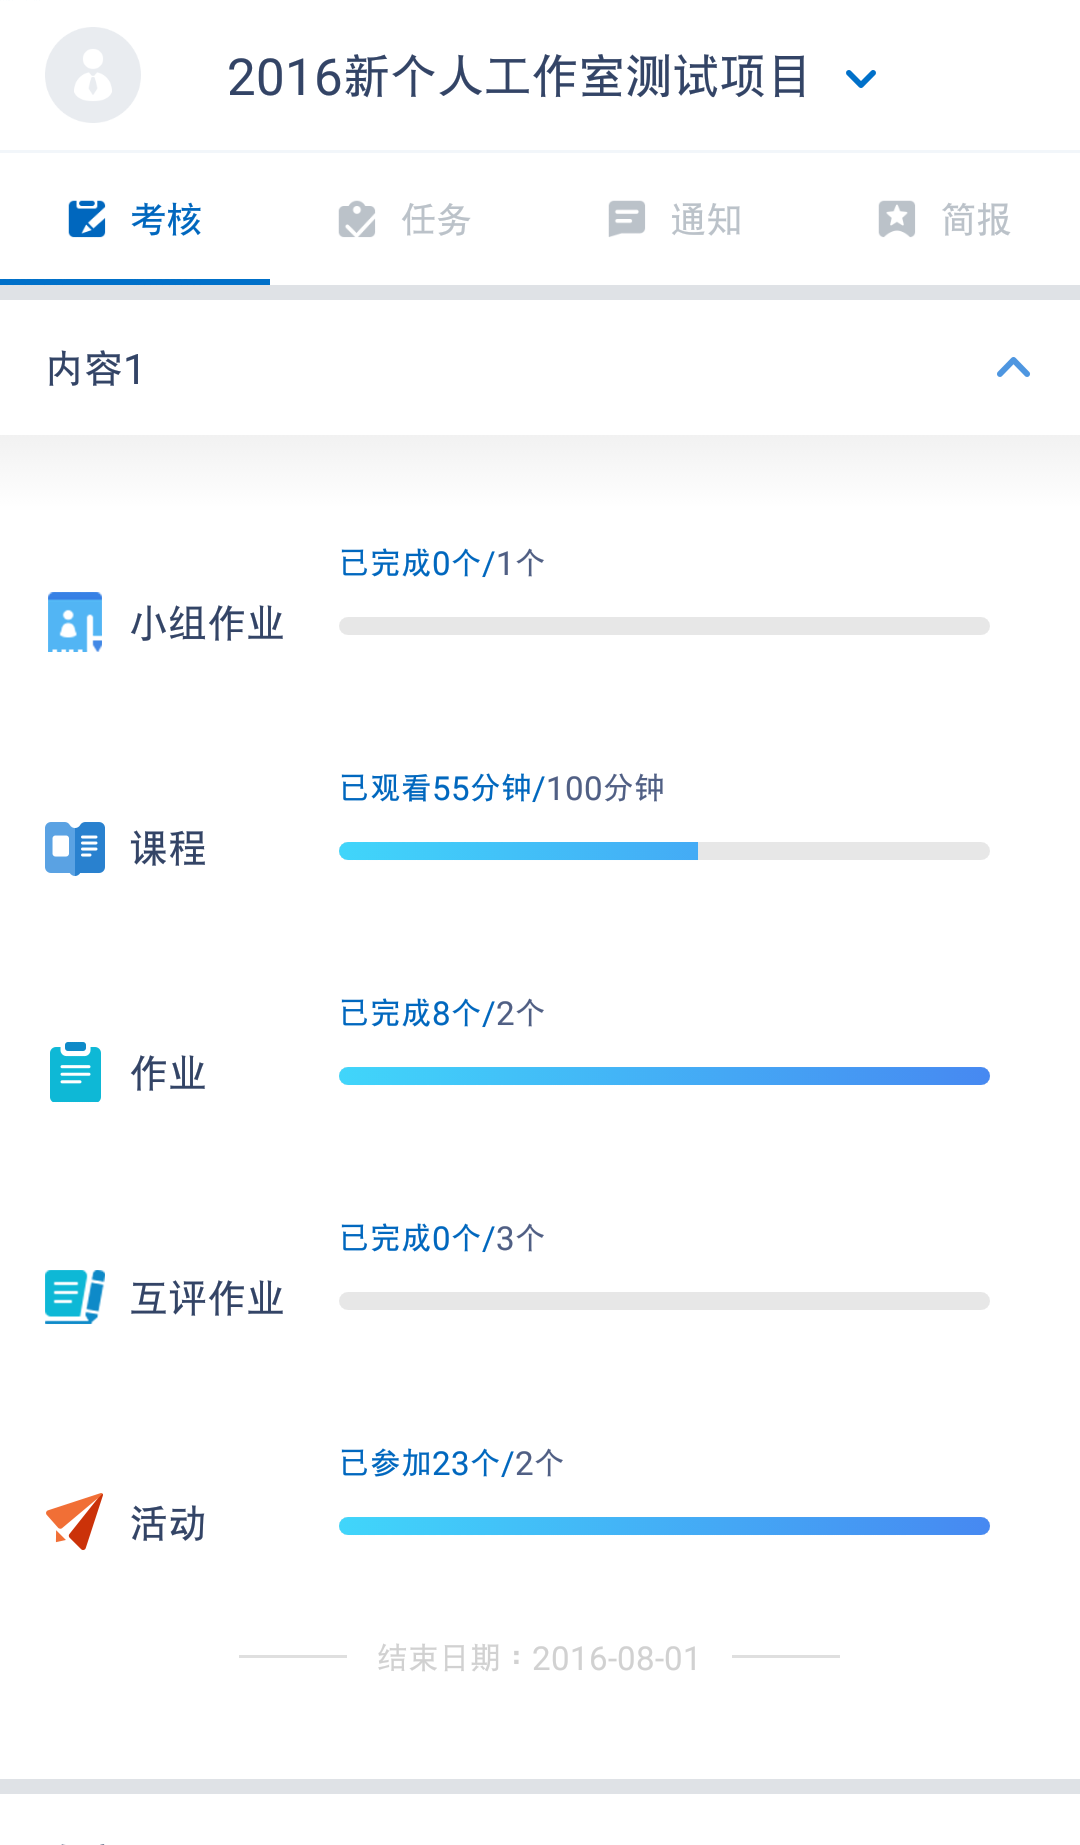 2016新个人工作室测试项目
考核 任务 通知 简报
内容1
已完成0个/1个
小组作业
已观看55分钟/100分钟
课程
已完成8个/2个
作业
已完成0个/3个
互评作业
已参加23个/2个
活动
结束日期：2016-08-01